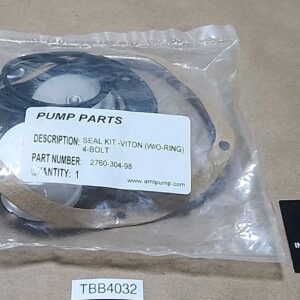 PUMP PARTS
DESCRIPTION: SEAL KIT -VITON (W/O-RING)
4-BOLT
PART NUMBER: 2760-304-98
QUANTITY: 1
www.amtpump.com
TBB4032